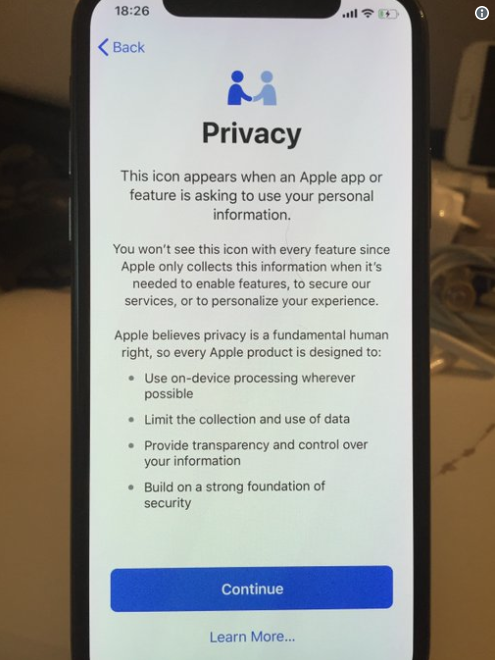 18:26
Back
Privacy
This icon appears when an Apple app or
feature is asking to use your personal
information.
You won't see this icon with every feature since
Apple only collects this information when it's
needed to enable features, to secure our
services, or to personalize your experience.
Apple believes privacy is a fundamental human
right, so every Apple product is designed to:
• Use on-device processing wherever
possible
• Limit the collection and use of data
• Provide transparency and control over
your information
• Build on a strong foundation of
security
Continue
Learn More...